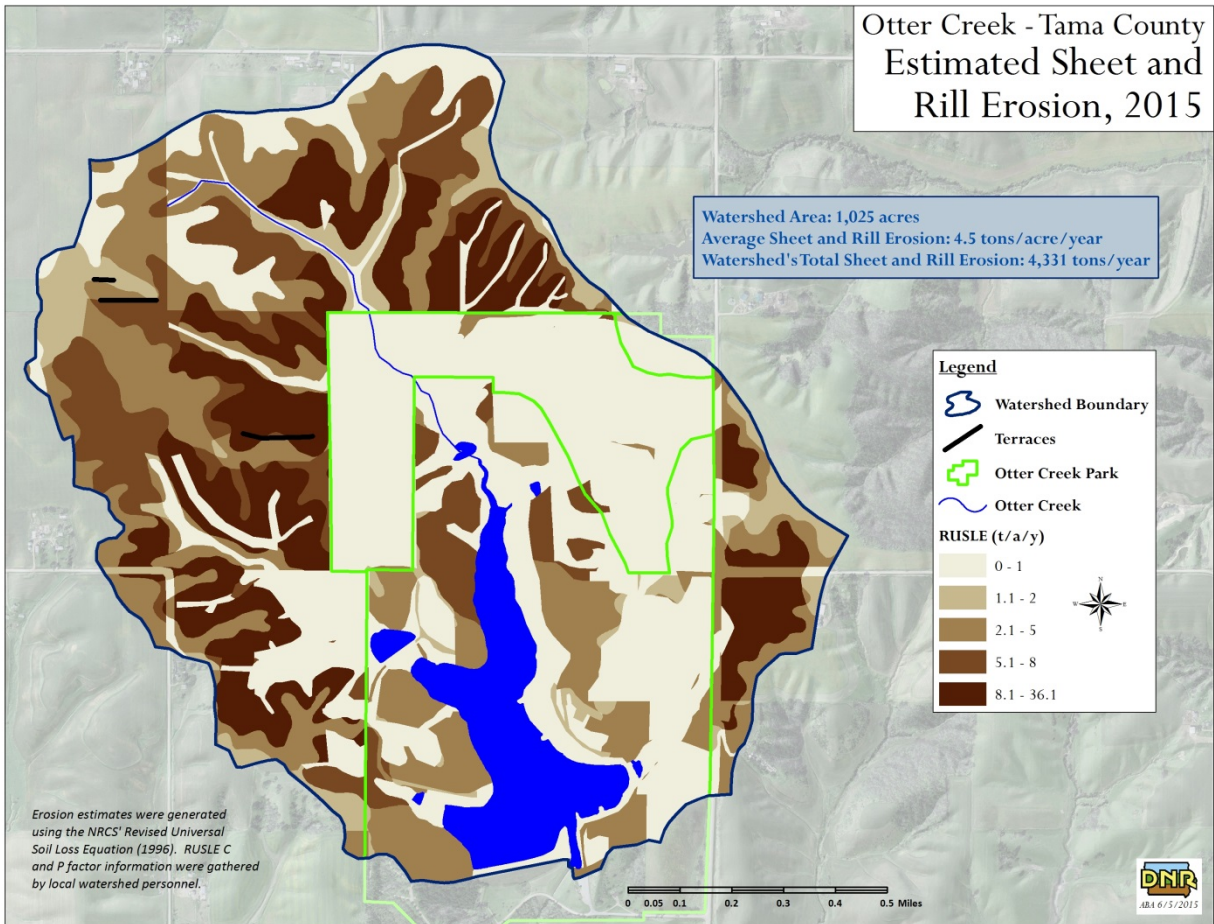 Otter Creek - Tama County
Estimated Sheet and
Rill Erosion, 2015
Watershed Area: 1,025 acres
Average Sheet and Rill Erosion: 4.5 tons/acre/year
Watershed's Total Sheet and Rill Erosion: 4,331 tons/year
Legend
Watershed Boundary
Terraces
Otter Creek Park
Otter Creek
RUSLE (t/a/y)
0 - 1
1.1 - 2
2.1 - 5
5.1 - 8
8.1 - 36.1
N
W E
S
Erosion estimates were generated
using the NRCS' Revised Universal
Soil Loss Equation (1996). RUSLE C
and P factor information were gathered
by local watershed personnel.
0 0.05 0.1 0.2 0.3 0.4 0.5 Miles
DNR
ABA 6/5/2015